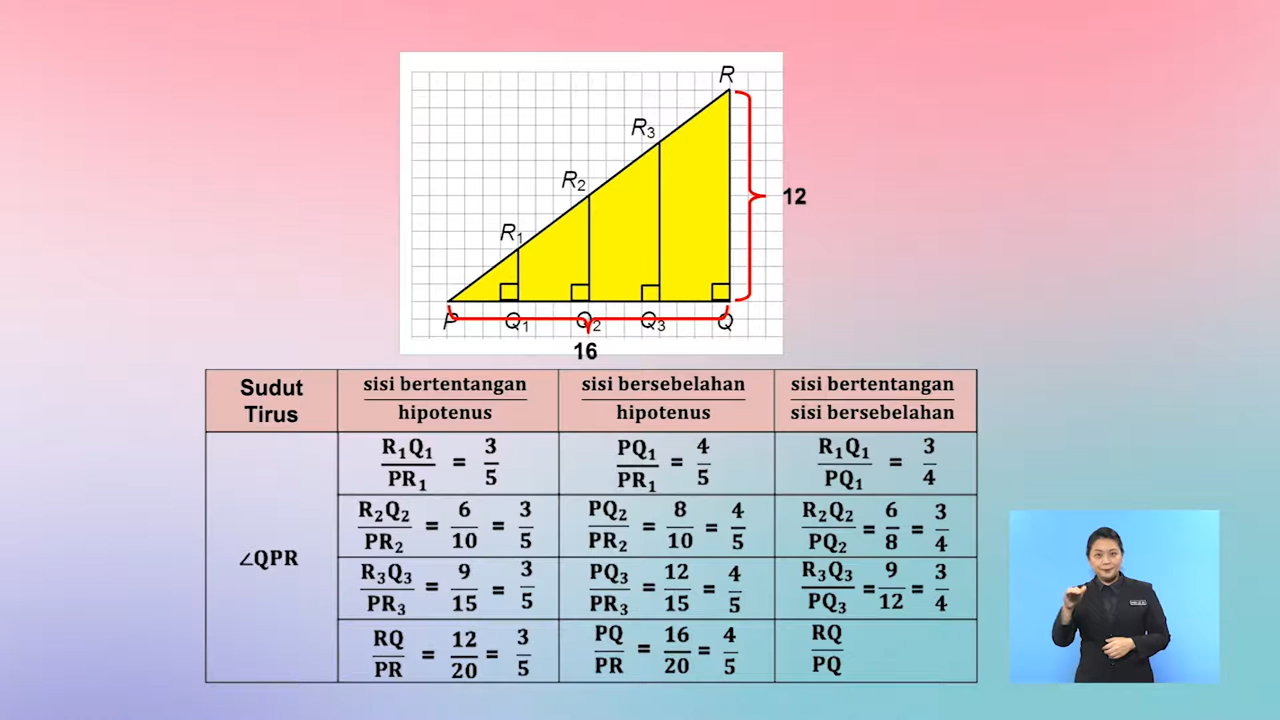 R
R₃
R₂
R₁
12
P Q₁ Q₂ Q₃ Q
16
Sudut Tirus
sisi bertentangan / hipotenus
sisi bersebelahan / hipotenus
sisi bertentangan / sisi bersebelahan
∠QPR
R₁Q₁/PR₁ = 3/5
PQ₁/PR₁ = 4/5
R₁Q₁/PQ₁ = 3/4
R₂Q₂/PR₂ = 6/10 = 3/5
PQ₂/PR₂ = 8/10 = 4/5
R₂Q₂/PQ₂ = 6/8 = 3/4
R₃Q₃/PR₃ = 9/15 = 3/5
PQ₃/PR₃ = 12/15 = 4/5
R₃Q₃/PQ₃ = 9/12 = 3/4
RQ/PR = 12/20 = 3/5
PQ/PR = 16/20 = 4/5
RQ/PQ